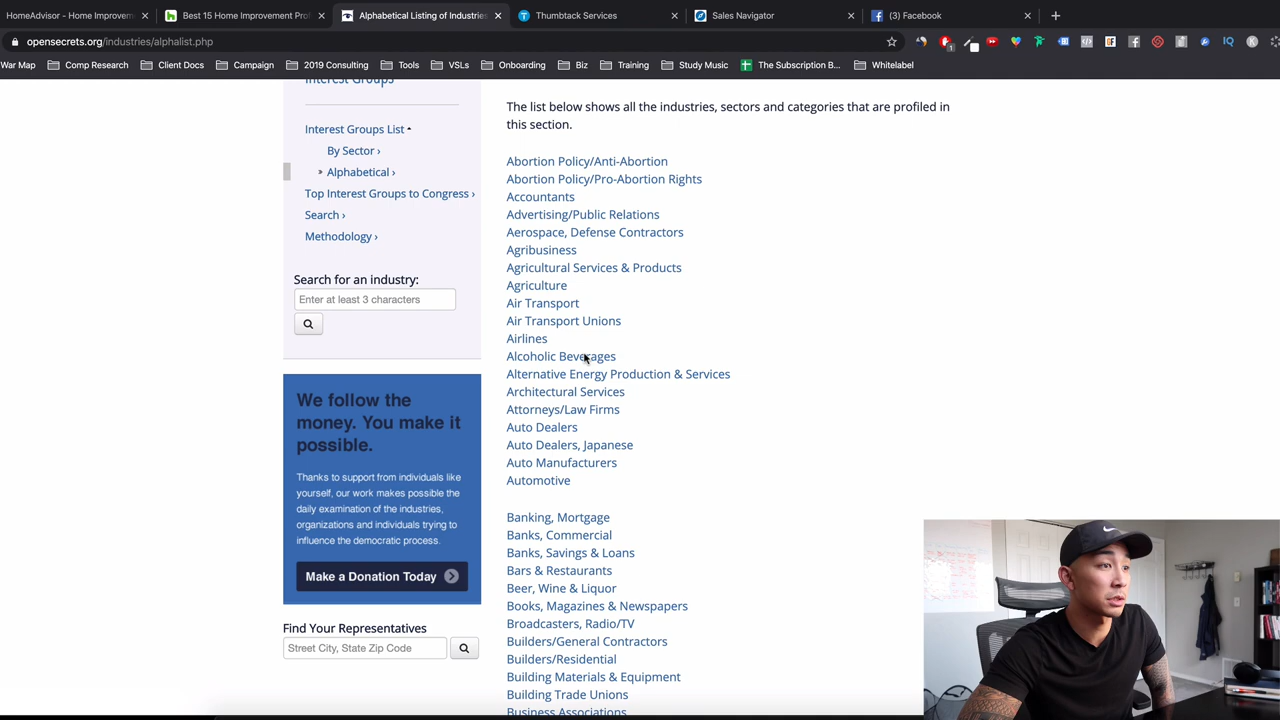 HomeAdvisor - Home Improvem
Best 15 Home Improvement Prof
Alphabetical Listing of Industries
Thumbtack Services
Sales Navigator
(3) Facebook
opensecrets.org/industries/alphalist.php
War Map
Comp Research
Client Docs
Campaign
2019 Consulting
Tools
VSLs
Onboarding
Biz
Training
Study Music
The Subscription B...
Whitelabel
Interest Groups
Interest Groups List
By Sector ›
» Alphabetical ›
Top Interest Groups to Congress ›
Search ›
Methodology ›
Search for an industry:
Enter at least 3 characters
We follow the
money. You make it
possible.
Thanks to support from individuals like
yourself, our work makes possible the
daily examination of the industries,
organizations and individuals trying to
influence the democratic process.
Make a Donation Today
Find Your Representatives
Street City, State Zip Code
The list below shows all the industries, sectors and categories that are profiled in
this section.
Abortion Policy/Anti-Abortion
Abortion Policy/Pro-Abortion Rights
Accountants
Advertising/Public Relations
Aerospace, Defense Contractors
Agribusiness
Agricultural Services & Products
Agriculture
Air Transport
Air Transport Unions
Airlines
Alcoholic Beverages
Alternative Energy Production & Services
Architectural Services
Attorneys/Law Firms
Auto Dealers
Auto Dealers, Japanese
Auto Manufacturers
Automotive
Banking, Mortgage
Banks, Commercial
Banks, Savings & Loans
Bars & Restaurants
Beer, Wine & Liquor
Books, Magazines & Newspapers
Broadcasters, Radio/TV
Builders/General Contractors
Builders/Residential
Building Materials & Equipment
Building Trade Unions
Business Associations